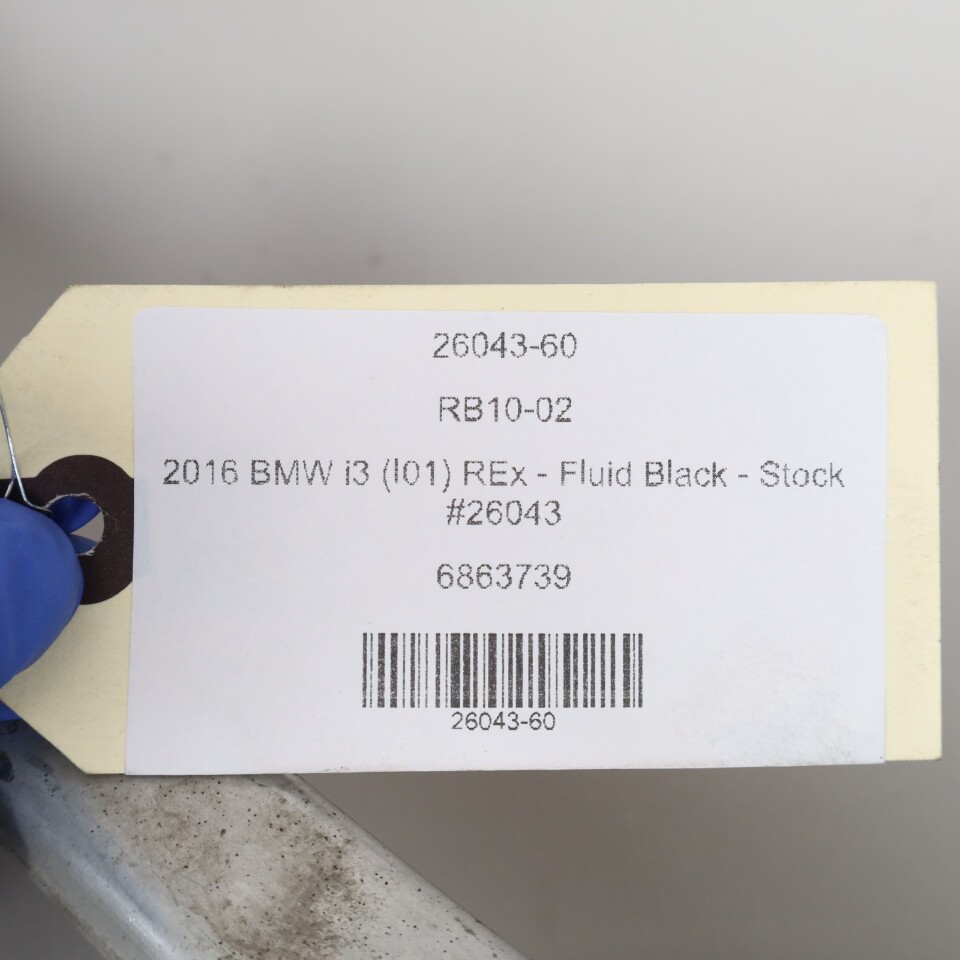 26043-60
RB10-02
2016 BMW i3 (I01) REx - Fluid Black - Stock
#26043
6863739
26043-60